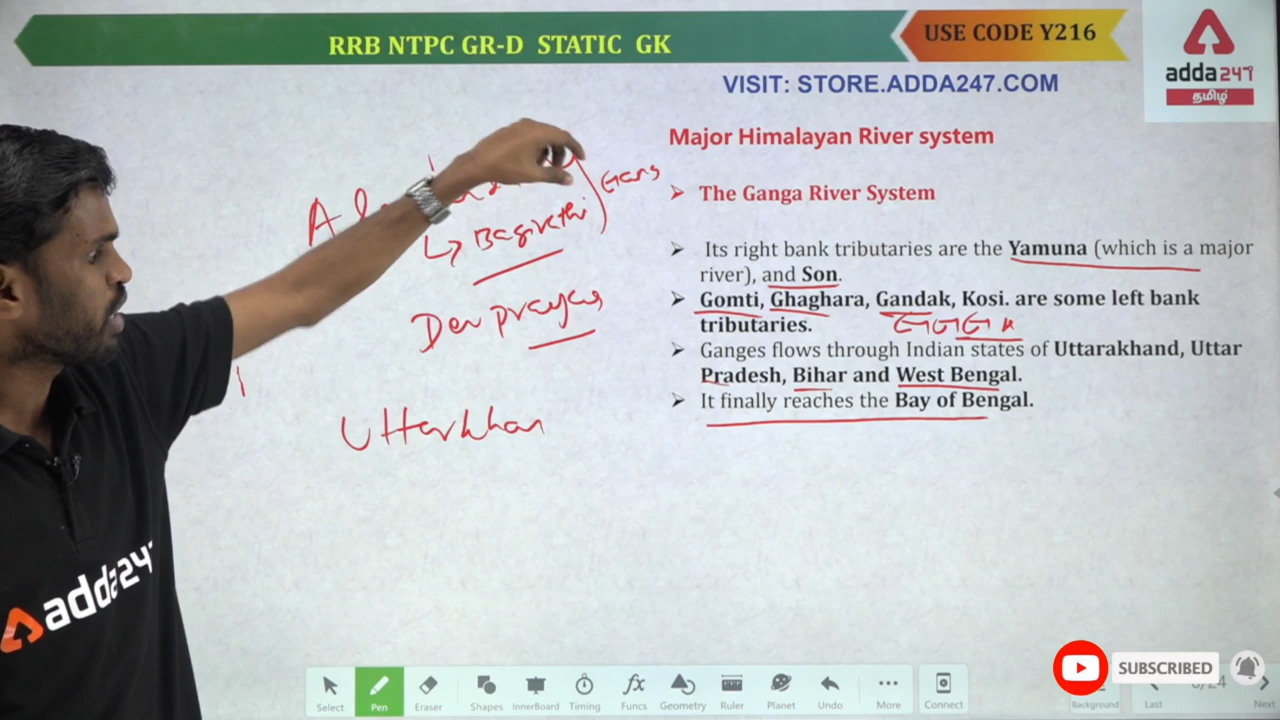 RRB NTPC GR-D STATIC GK
USE CODE Y216
adda247
தமிழ்
VISIT: STORE.ADDA247.COM
Major Himalayan River system
The Ganga River System
Its right bank tributaries are the Yamuna (which is a major
river), and Son.
Gomti, Ghaghara, Gandak, Kosi. are some left bank
tributaries.
GGGK
Ganges flows through Indian states of Uttarakhand, Uttar
Pradesh, Bihar and West Bengal.
It finally reaches the Bay of Bengal.
Bagirathi
Dev prayag
Uttarkhan
adda247
SUBSCRIBED
Select
Pen
Eraser
Shapes
InnerBoard
Timing
Funcs
Geometry
Ruler
Planet
Undo
More
Connect
Background
Last
Next